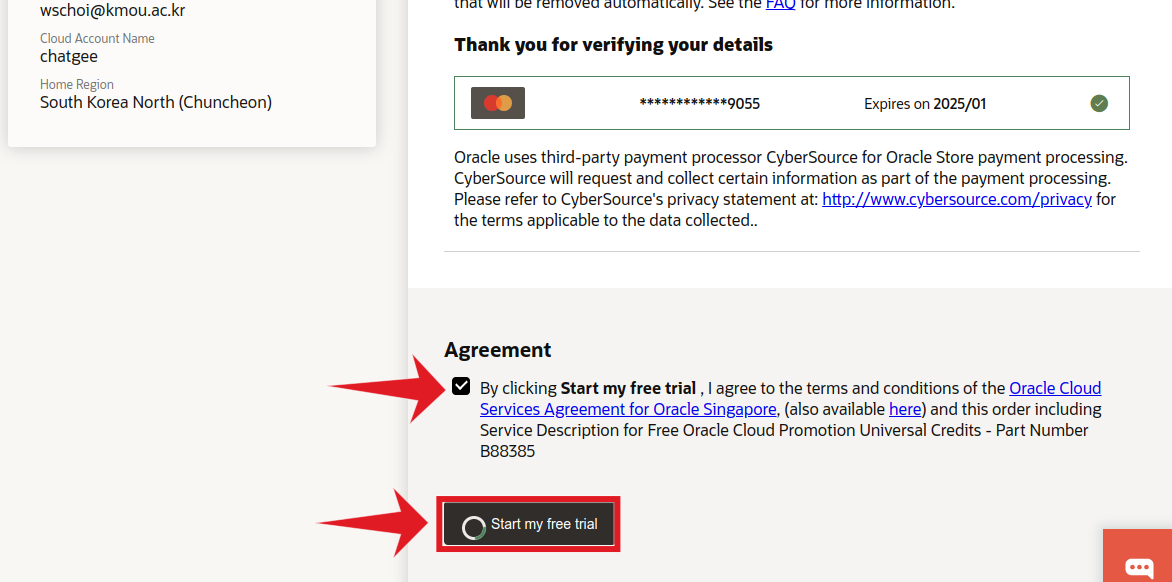 wschoi@kmou.ac.kr
Cloud Account Name
chatgee
Home Region
South Korea North (Chuncheon)
that will be removed automatically. See the FAQ for more information.
Thank you for verifying your details
************9055 Expires on 2025/01
Oracle uses third-party payment processor CyberSource for Oracle Store payment processing.
CyberSource will request and collect certain information as part of the payment processing.
Please refer to CyberSource's privacy statement at: http://www.cybersource.com/privacy for
the terms applicable to the data collected..
Agreement
By clicking Start my free trial , I agree to the terms and conditions of the Oracle Cloud
Services Agreement for Oracle Singapore, (also available here) and this order including
Service Description for Free Oracle Cloud Promotion Universal Credits - Part Number
B88385
Start my free trial